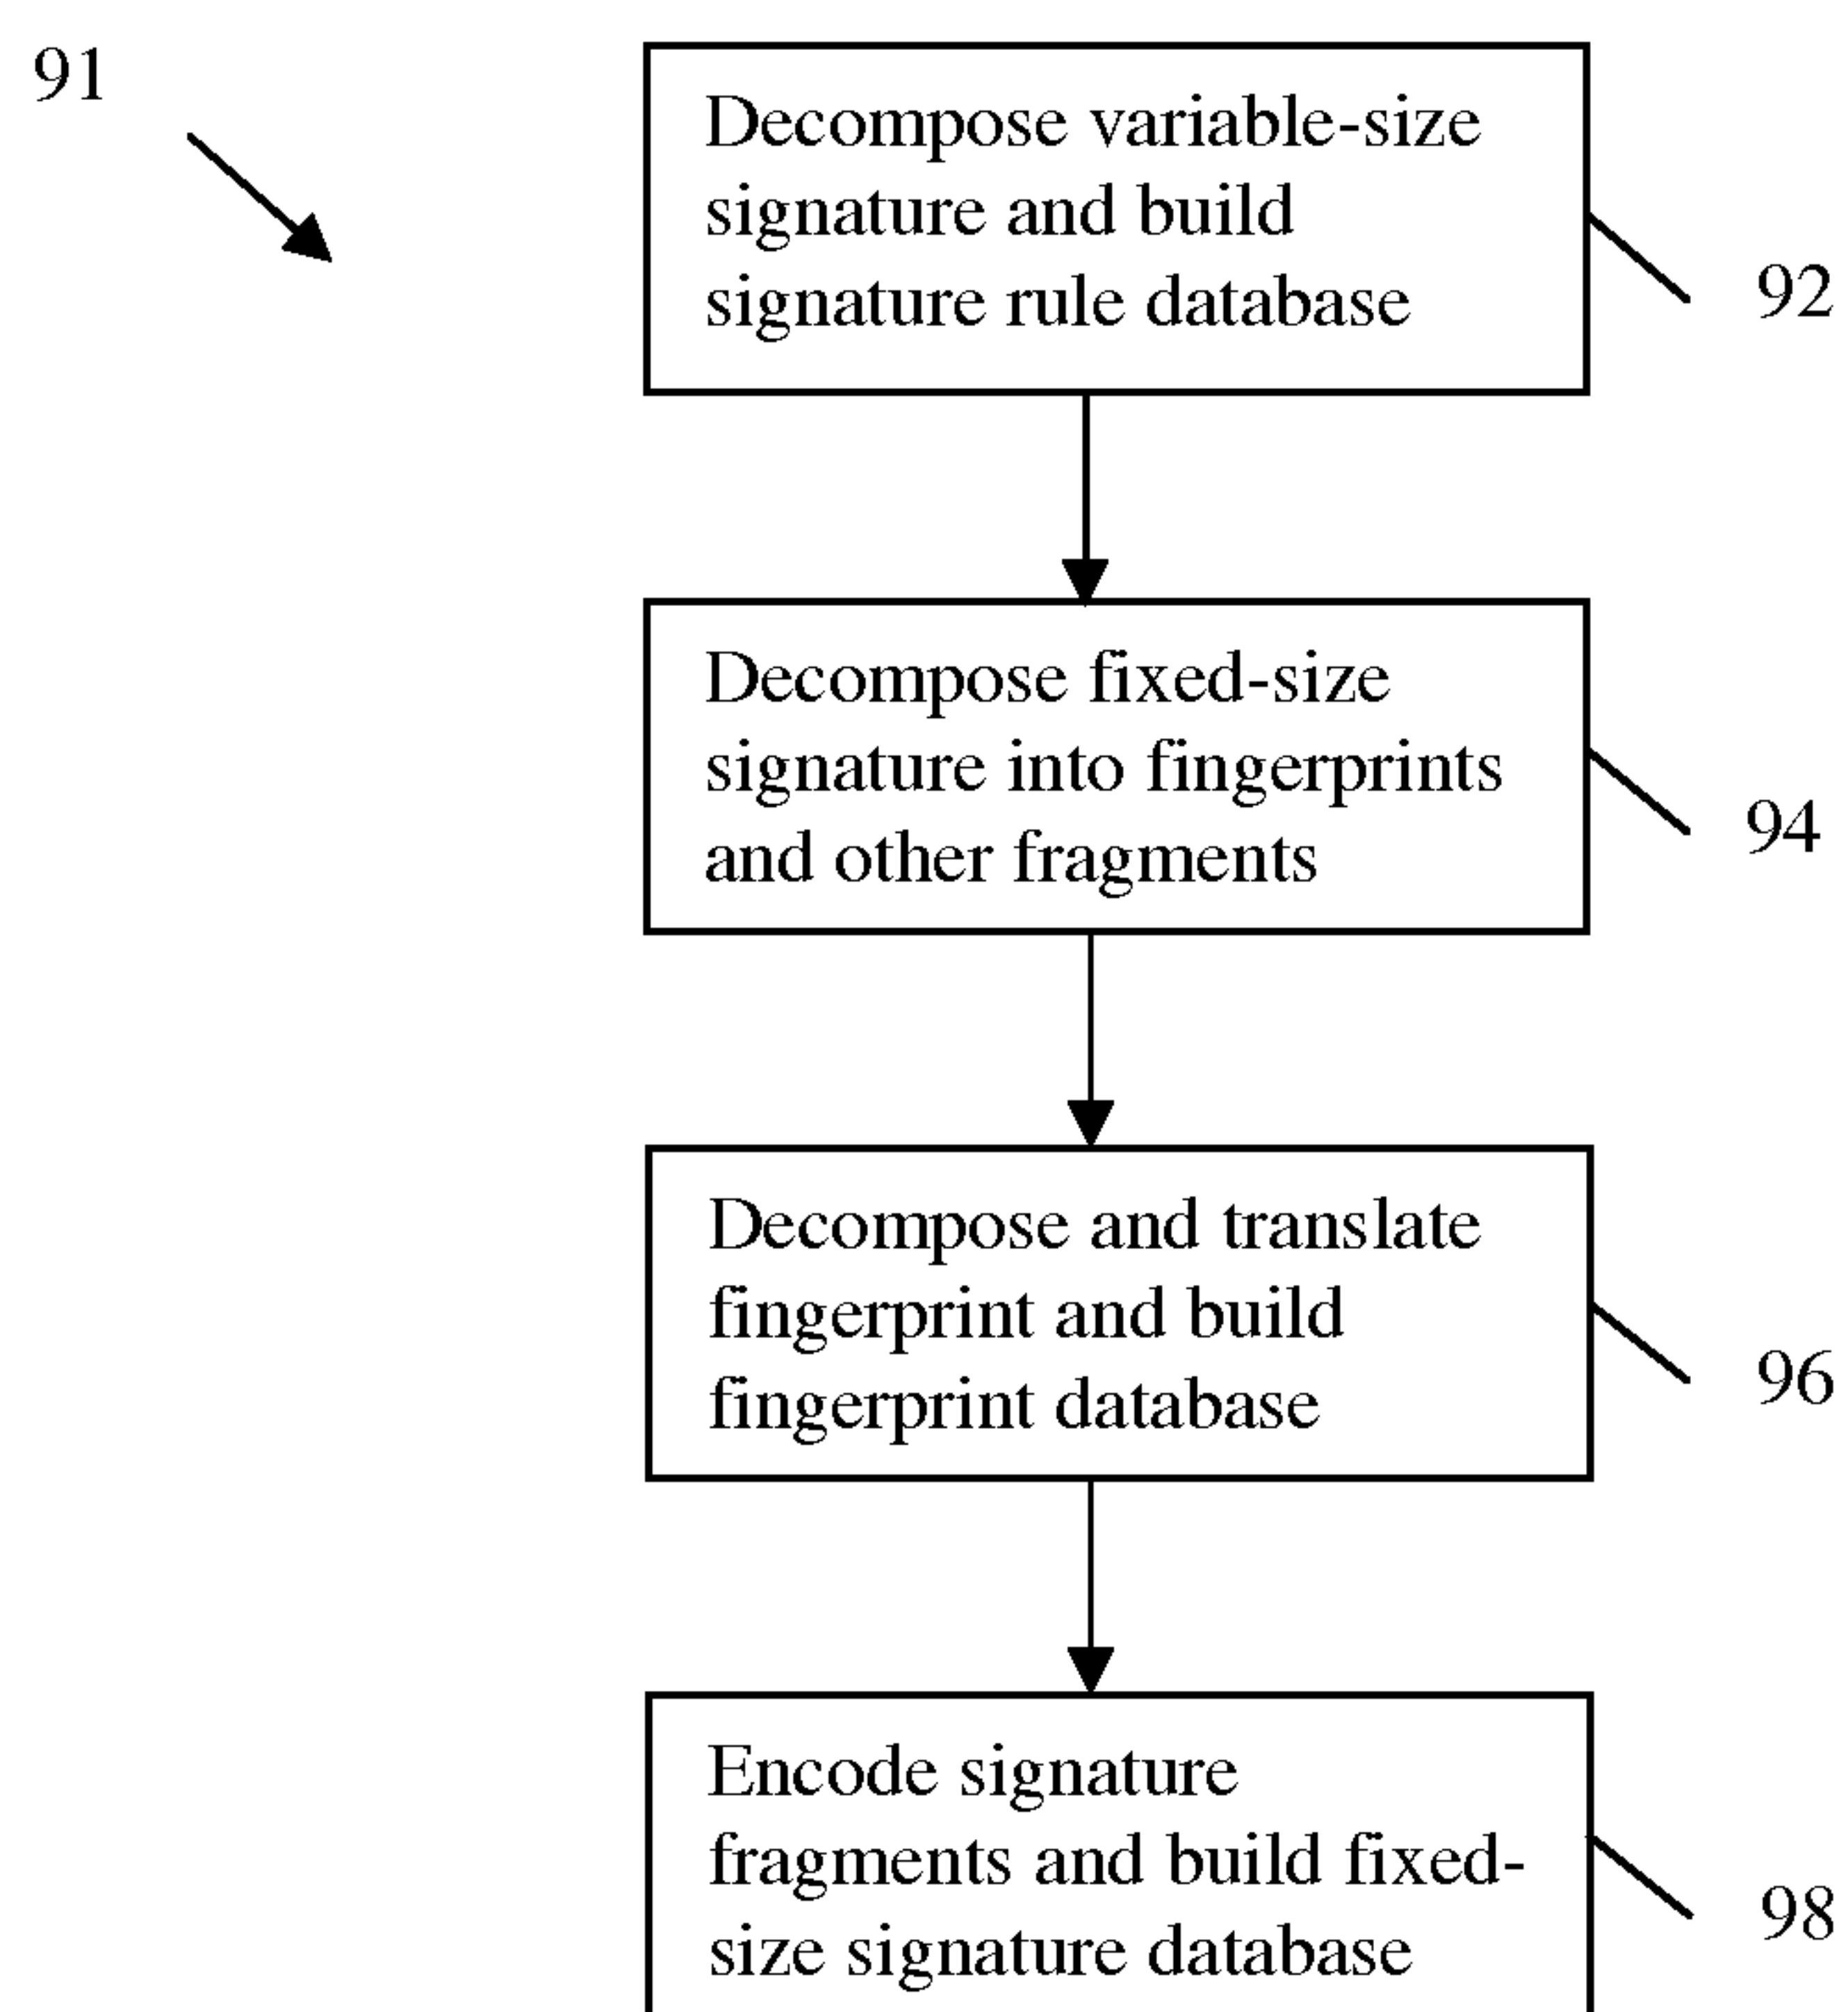 91
Decompose variable-size
signature and build
signature rule database
92
Decompose fixed-size
signature into fingerprints
and other fragments
94
Decompose and translate
fingerprint and build
fingerprint database
96
Encode signature
fragments and build fixed-
size signature database
98